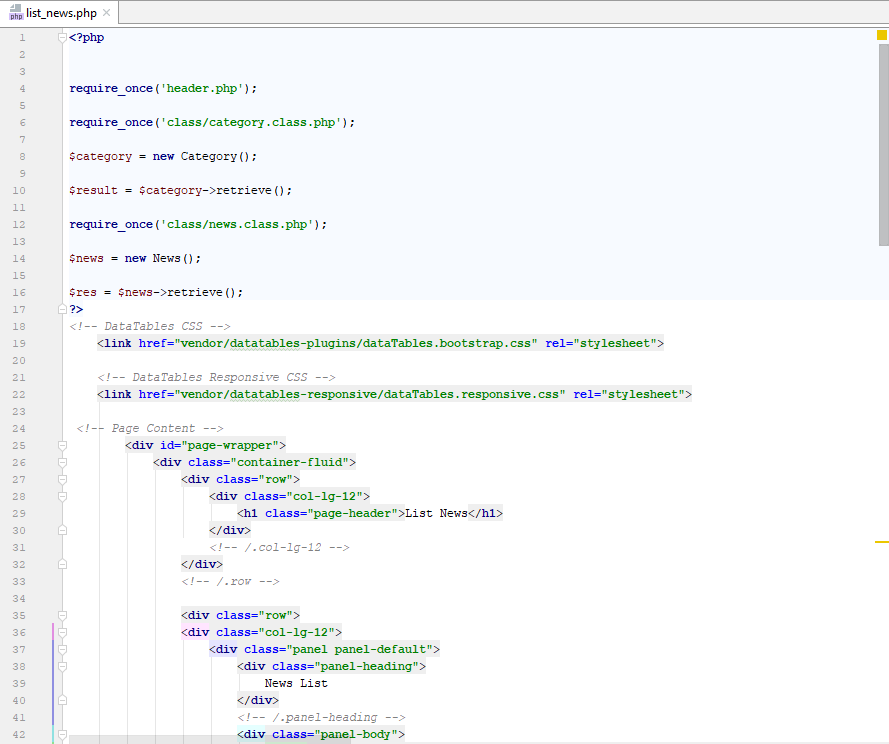 php list_news.php ×
1 <?php
2
3
4 require_once('header.php');
5
6 require_once('class/category.class.php');
7
8 $category = new Category();
9
10 $result = $category->retrieve();
11
12 require_once('class/news.class.php');
13
14 $news = new News();
15
16 $res = $news->retrieve();
17 ?>
18 <!-- DataTables CSS -->
19 <link href="vendor/datatables-plugins/dataTables.bootstrap.css" rel="stylesheet">
20
21 <!-- DataTables Responsive CSS -->
22 <link href="vendor/datatables-responsive/dataTables.responsive.css" rel="stylesheet">
23
24 <!-- Page Content -->
25 <div id="page-wrapper">
26 <div class="container-fluid">
27 <div class="row">
28 <div class="col-lg-12">
29 <h1 class="page-header">List News</h1>
30 </div>
31 <!-- /.col-lg-12 -->
32 </div>
33 <!-- /.row -->
34
35 <div class="row">
36 <div class="col-lg-12">
37 <div class="panel panel-default">
38 <div class="panel-heading">
39 News List
40 </div>
41 <!-- /.panel-heading -->
42 <div class="panel-body">